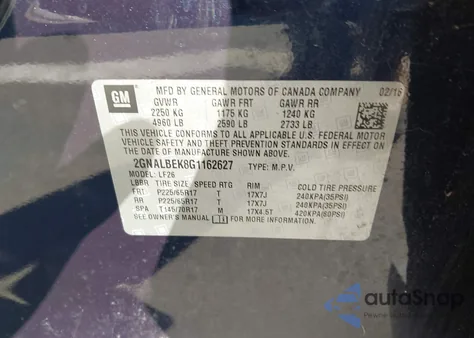 GM
MFD BY GENERAL MOTORS OF CANADA COMPANY 02/16
GVWR GAWR FRT GAWR RR
2250 KG 1175 KG 1240 KG
4960 LB 2590 LB 2733 LB
THIS VEHICLE CONFORMS TO ALL APPLICABLE U.S. FEDERAL MOTOR
VEHICLE SAFETY AND THEFT PREVENTION STANDARDS IN EFFECT ON
THE DATE OF MANUFACTURE SHOWN ABOVE.
2GNALBEK8G1162627 TYPE: M.P.V.
MODEL: LF26
TIRE SIZE SPEED RTG RIM COLD TIRE PRESSURE
FRT P225/65R17 T 17X7J 240KPA(35PSI)
RR P225/65R17 T 17X7J 240KPA(35PSI)
SPA T145/70R17 M 17X4.5T 420KPA(60PSI)
SEE OWNER'S MANUAL FOR MORE INFORMATION.
autoSnap